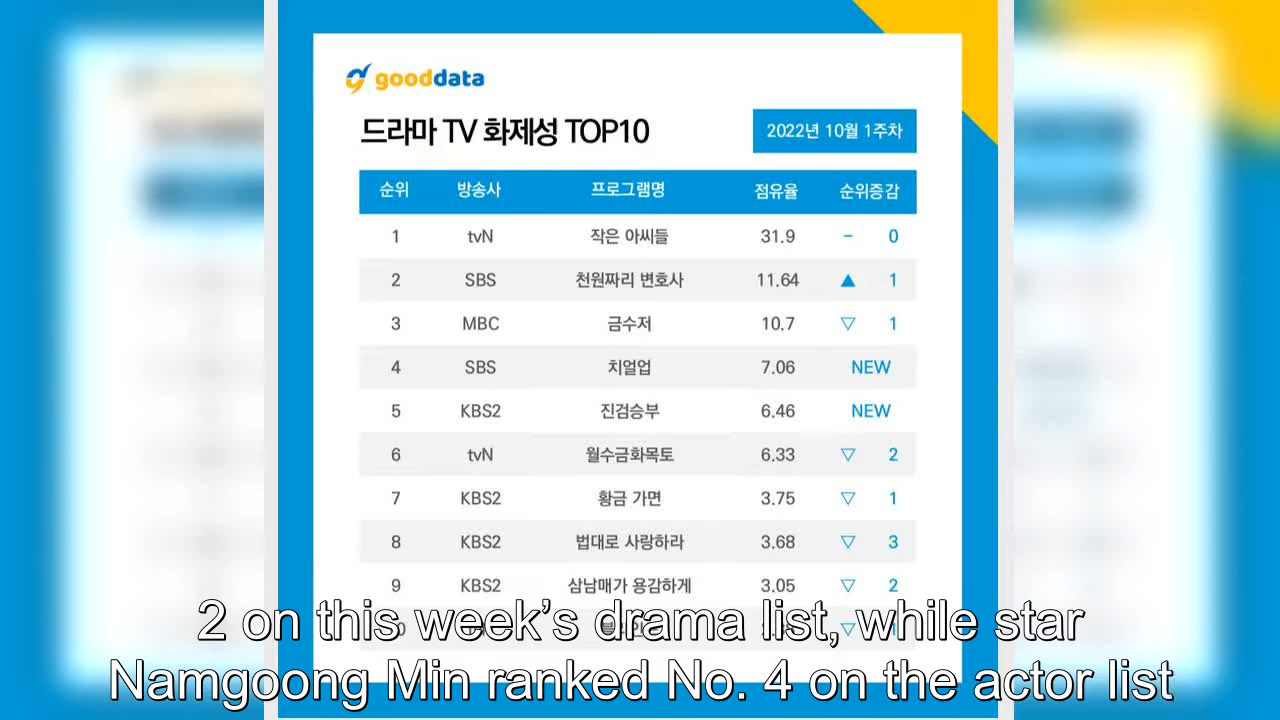 gooddata
드라마 TV 화제성 TOP10
2022년 10월 1주차
순위 방송사 프로그램명 점유율 순위증감
1 tvN 작은 아씨들 31.9 – 0
2 SBS 천원짜리 변호사 11.64 ▲ 1
3 MBC 금수저 10.7 ▽ 1
4 SBS 치얼업 7.06 NEW
5 KBS2 진검승부 6.46 NEW
6 tvN 월수금화목토 6.33 ▽ 2
7 KBS2 황금 가면 3.75 ▽ 1
8 KBS2 법대로 사랑하라 3.68 ▽ 3
9 KBS2 삼남매가 용감하게 3.05 ▽ 2
2 on this week’s drama list, while star
Namgoong Min ranked No. 4 on the actor list